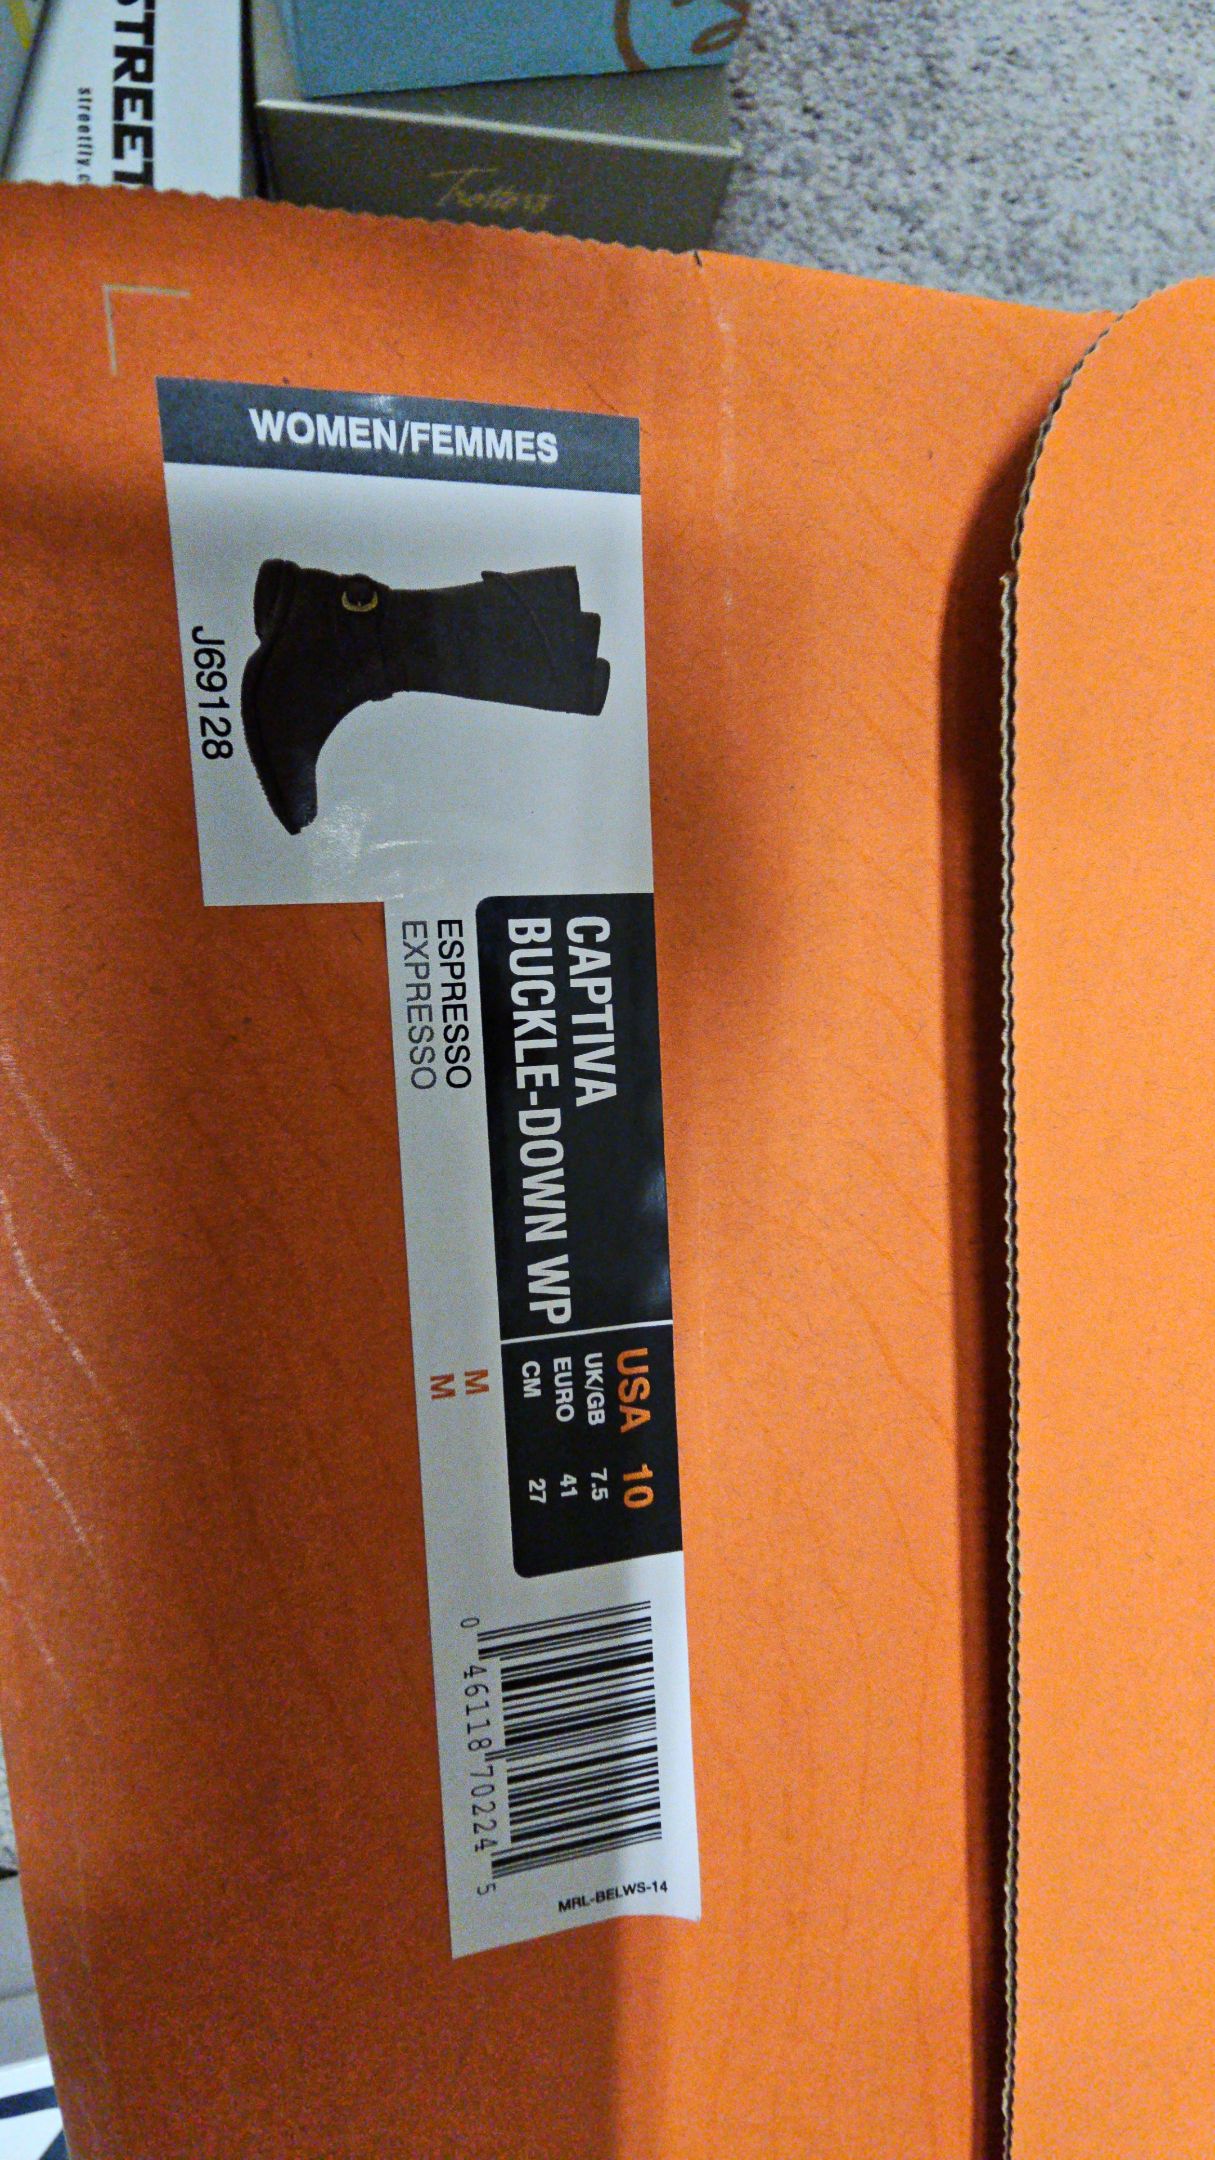 STREET
streetfly.c
Trotters
WOMEN/FEMMES
J69128
CAPTIVA
BUCKLE-DOWN WP
ESPRESSO
EXPRESSO
USA 10
UK/GB 7.5
EURO 41
CM 27
M
M
0 46118 70224 5
MRL-BELWS-14